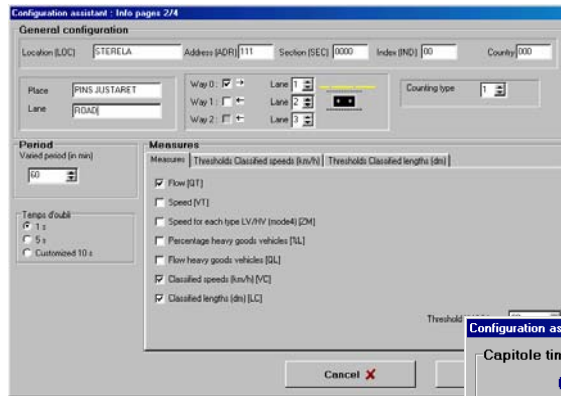 Configuration assistant : Info pages 2/4
General configuration
Location (LOC) STERELA Address (ADR) 111 Section (SEC) 0000 Index (IND) 00 Country 000
Place PINS JUSTARET
Lane ROAD
Way 0 : Lane 1
Way 1 : Lane 2
Way 2 : Lane 3
Counting type 1
Period
Varied period (in min)
60
Temps d'oubli
1 s
5 s
Customized 10 s
Measures
Measures Thresholds Classified speeds (km/h) Thresholds Classified lengths (dm)
Flow [QT]
Speed [VT]
Speed for each type LV/HV (mode4) [ZM]
Percentage heavy goods vehicles [%L]
Flow heavy goods vehicles [QL]
Classified speeds (km/h) [VC]
Classified lengths (dm) [LC]
Threshold
Cancel
Configuration as
Capitole tim